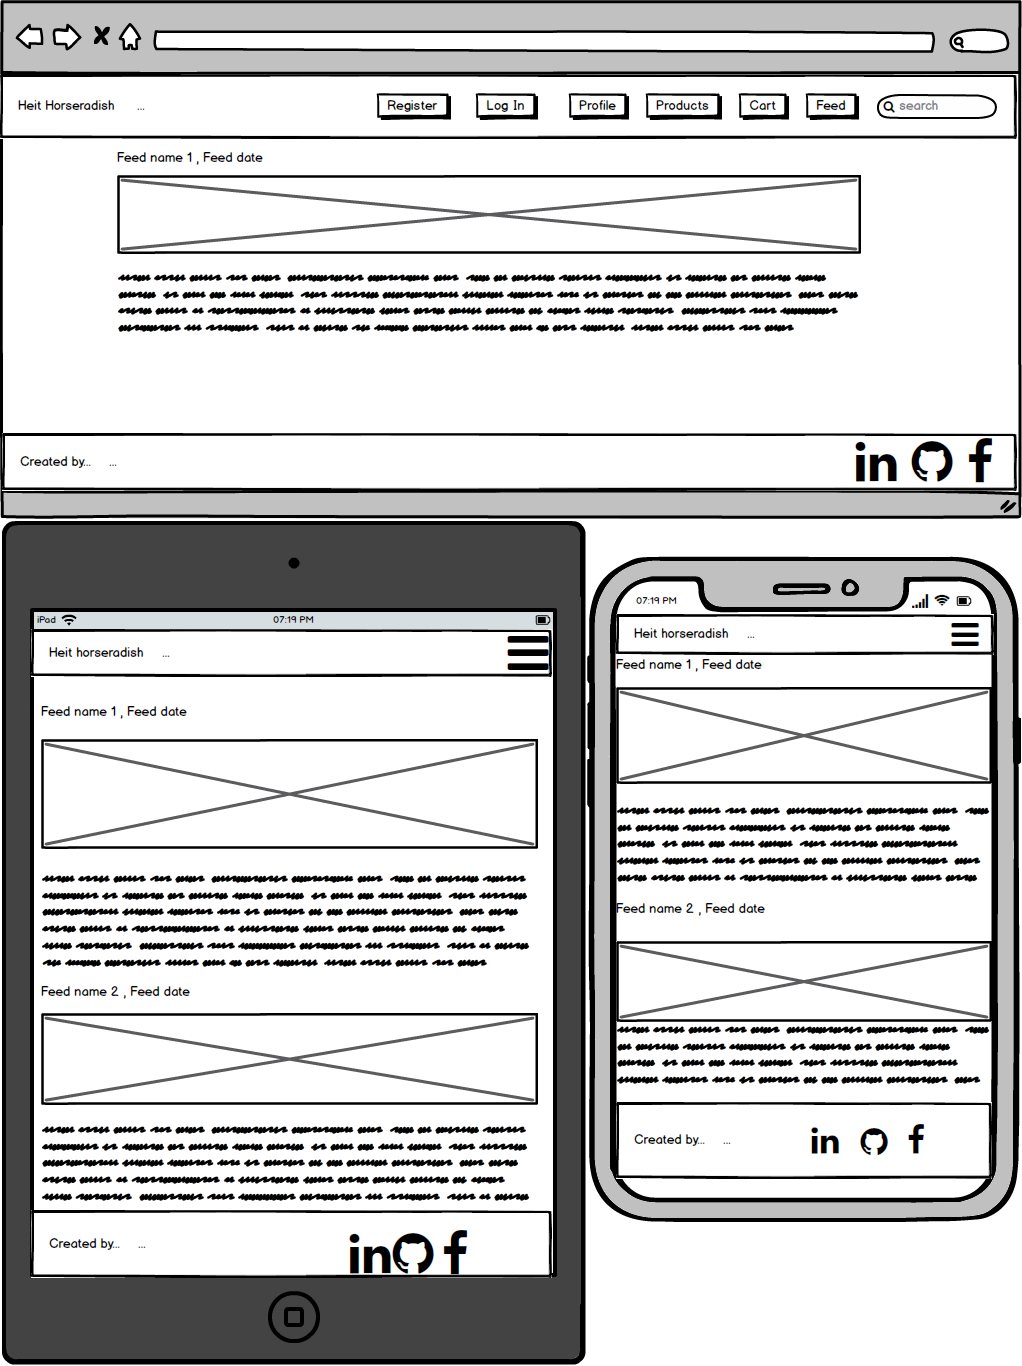 Heit Horseradish ... Register Log In Profile Products Cart Feed search
Feed name 1 , Feed date
Created by... ... in f
iPad 07:19 PM
Heit horseradish ...
Feed name 1 , Feed date
Feed name 2 , Feed date
Created by... ... in f
07:19 PM
Heit horseradish ...
Feed name 1 , Feed date
Feed name 2 , Feed date
Created by... ... in f